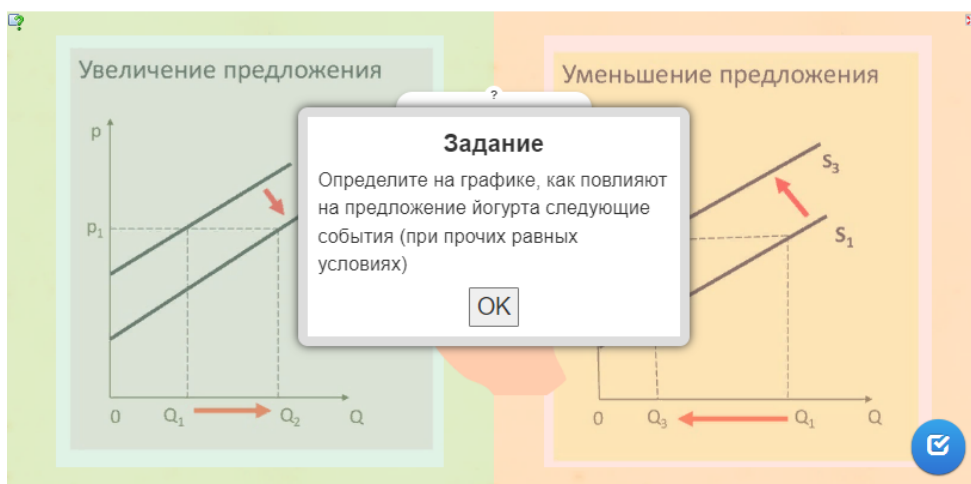 Увеличение предложения
Уменьшение предложения
?
Задание
Определите на графике, как повлияют
на предложение йогурта следующие
события (при прочих равных
условиях)
OK
p
p₁
0
Q₁
Q₂
Q
S₃
S₁
0
Q₃
Q₁
Q